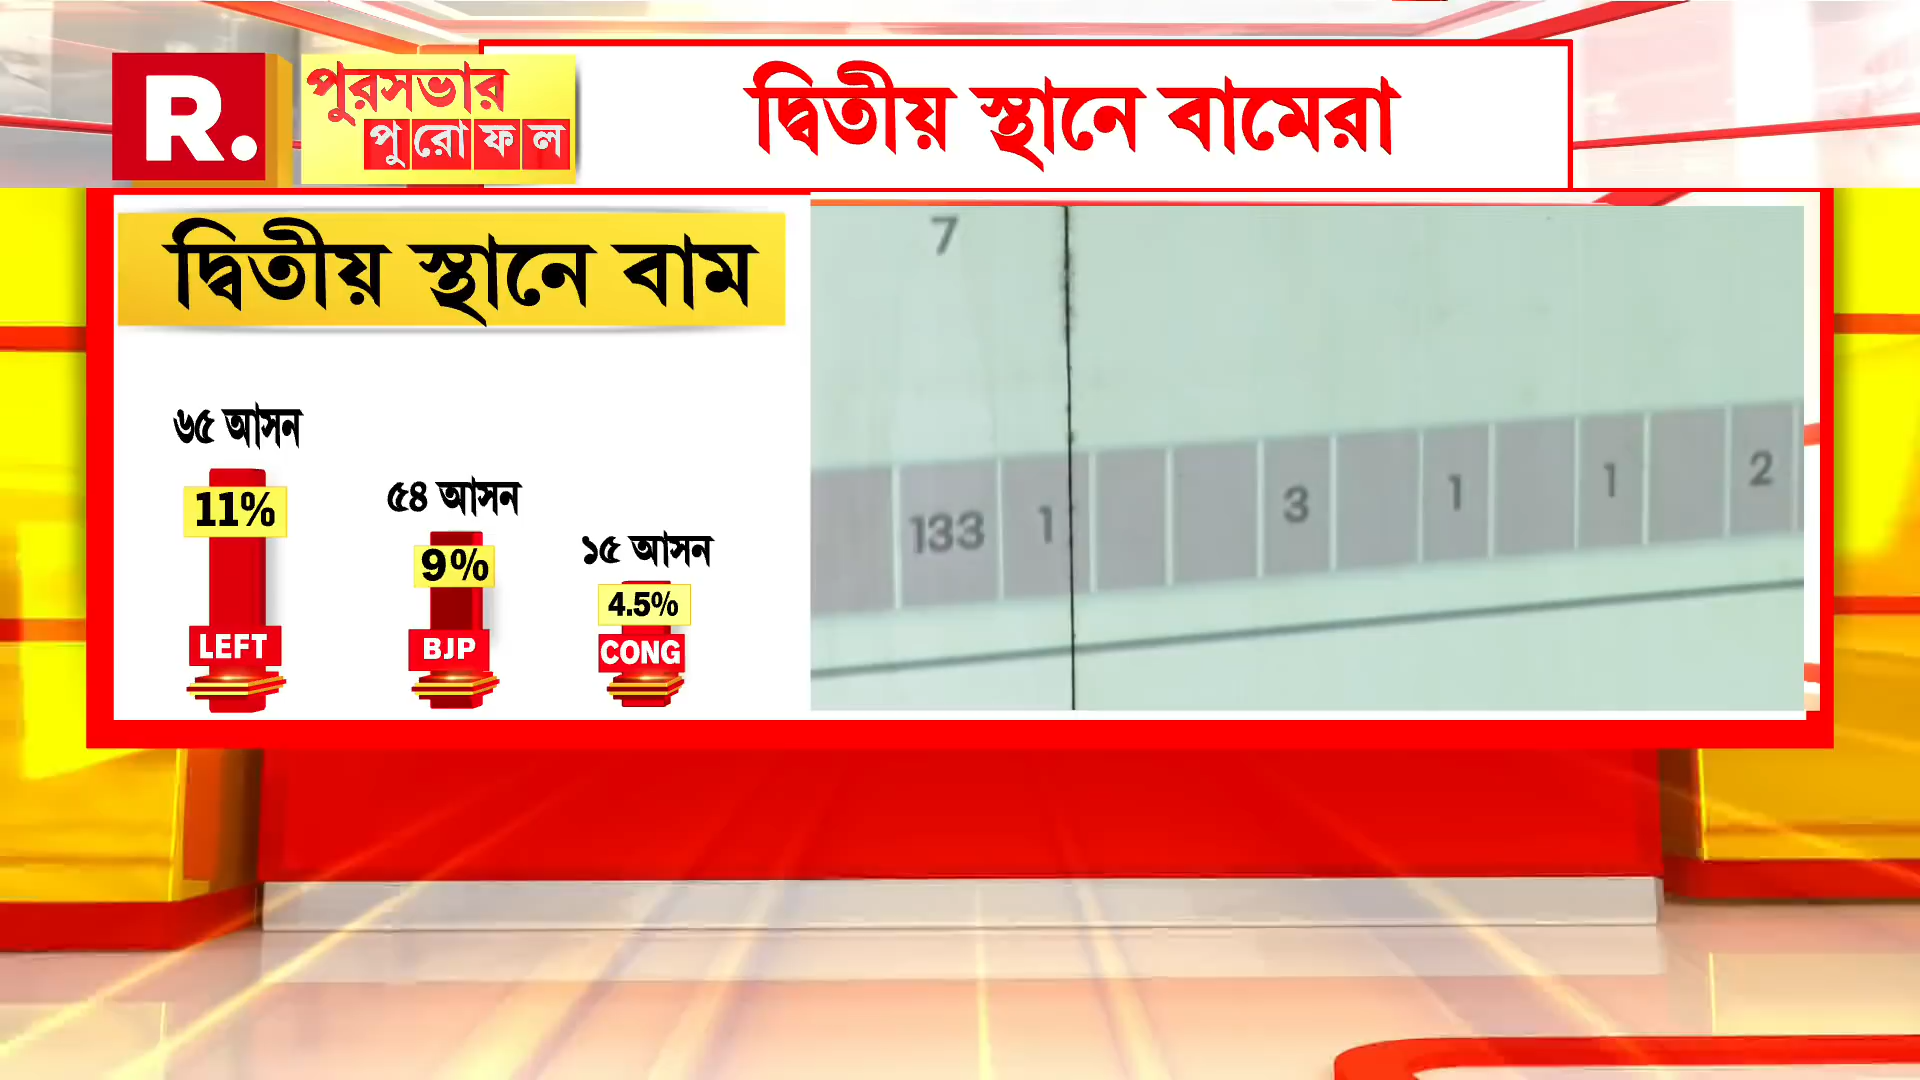 R.
পুরসভার
পুরোফল
দ্বিতীয় স্থানে বামেরা
দ্বিতীয় স্থানে বাম
৬৫ আসন
11%
LEFT
৫৪ আসন
9%
BJP
১৫ আসন
4.5%
CONG
7
133 1 3 1 1 2